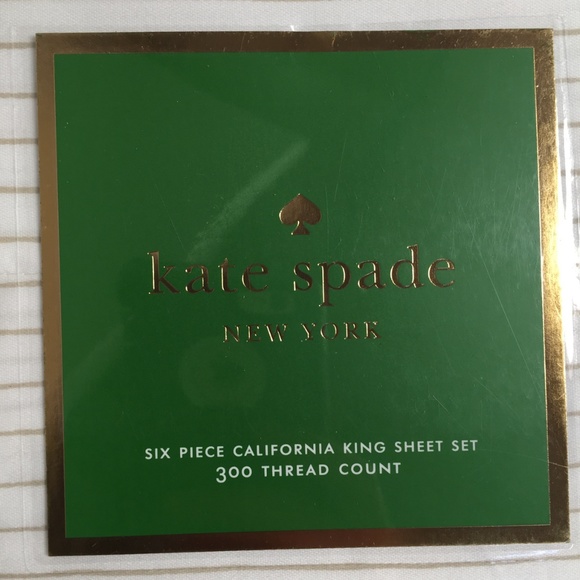 kate spade
NEW YORK
SIX PIECE CALIFORNIA KING SHEET SET
300 THREAD COUNT